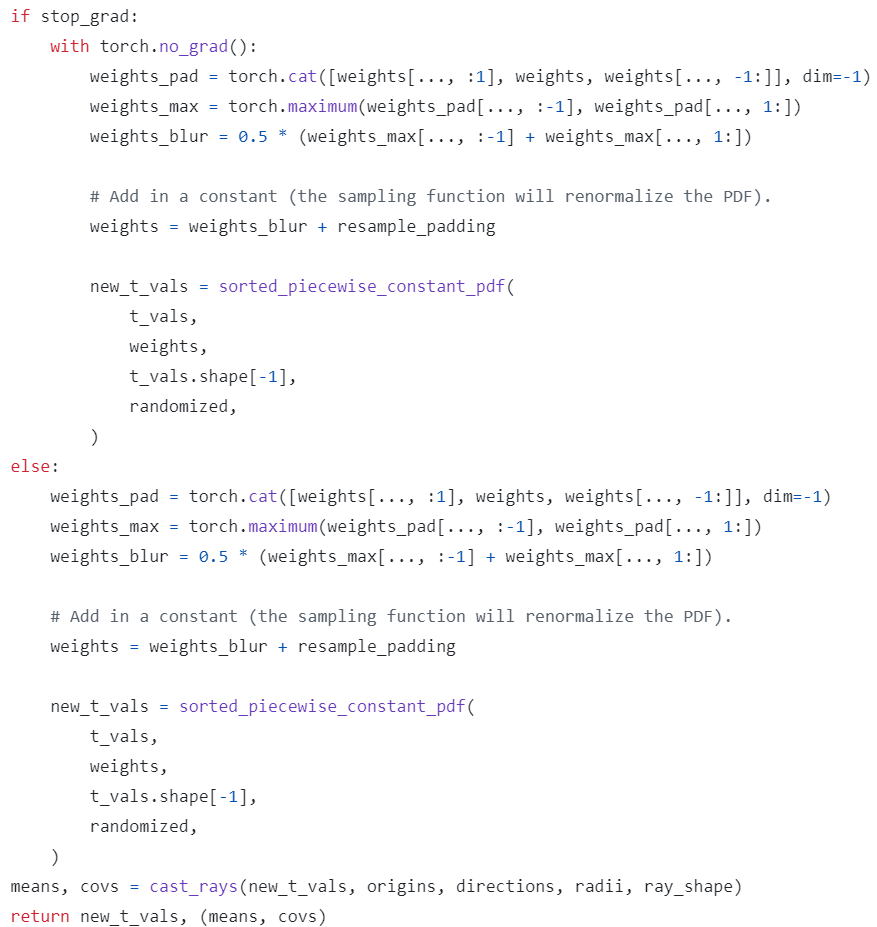 if stop_grad:
    with torch.no_grad():
        weights_pad = torch.cat([weights[..., :1], weights, weights[..., -1:]], dim=-1)
        weights_max = torch.maximum(weights_pad[..., :-1], weights_pad[..., 1:])
        weights_blur = 0.5 * (weights_max[..., :-1] + weights_max[..., 1:])

        # Add in a constant (the sampling function will renormalize the PDF).
        weights = weights_blur + resample_padding

        new_t_vals = sorted_piecewise_constant_pdf(
            t_vals,
            weights,
            t_vals.shape[-1],
            randomized,
        )
else:
    weights_pad = torch.cat([weights[..., :1], weights, weights[..., -1:]], dim=-1)
    weights_max = torch.maximum(weights_pad[..., :-1], weights_pad[..., 1:])
    weights_blur = 0.5 * (weights_max[..., :-1] + weights_max[..., 1:])

    # Add in a constant (the sampling function will renormalize the PDF).
    weights = weights_blur + resample_padding

    new_t_vals = sorted_piecewise_constant_pdf(
        t_vals,
        weights,
        t_vals.shape[-1],
        randomized,
    )
means, covs = cast_rays(new_t_vals, origins, directions, radii, ray_shape)
return new_t_vals, (means, covs)